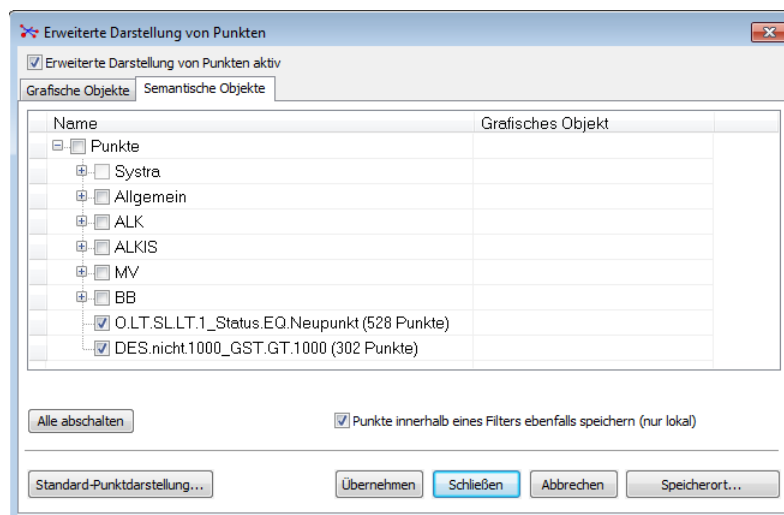 Erweiterte Darstellung von Punkten
Erweiterte Darstellung von Punkten aktiv
Grafische Objekte Semantische Objekte
Name Grafisches Objekt
Punkte
Systra
Allgemein
ALK
ALKIS
MV
BB
O.LT.SL.LT.1_Status.EQ.Neupunkt (528 Punkte)
DES.nicht.1000_GST.GT.1000 (302 Punkte)
Alle abschalten Punkte innerhalb eines Filters ebenfalls speichern (nur lokal)
Standard-Punktdarstellung... Übernehmen Schließen Abbrechen Speicherort...